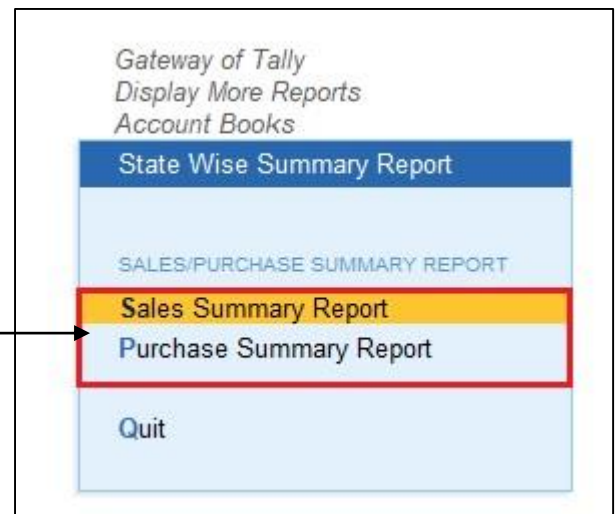 Gateway of Tally
Display More Reports
Account Books
State Wise Summary Report
SALES/PURCHASE SUMMARY REPORT
Sales Summary Report
Purchase Summary Report
Quit